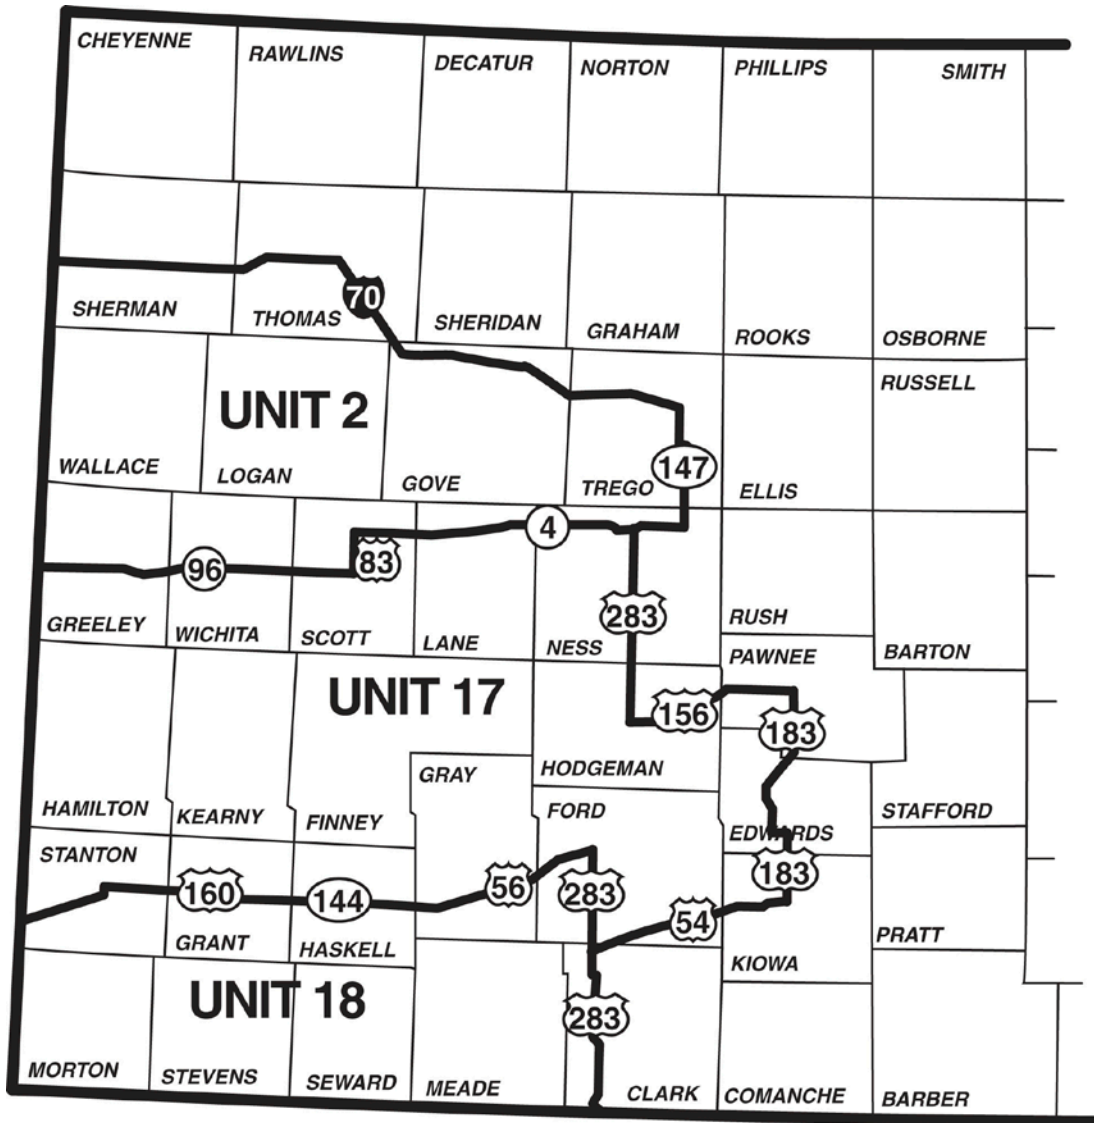 CHEYENNE
RAWLINS
DECATUR
NORTON
PHILLIPS
SMITH
SHERMAN
THOMAS
70
SHERIDAN
GRAHAM
ROOKS
OSBORNE
RUSSELL
UNIT 2
WALLACE
LOGAN
GOVE
TREGO
147
ELLIS
96
83
4
283
GREELEY
WICHITA
SCOTT
LANE
NESS
RUSH
PAWNEE
BARTON
UNIT 17
156
183
HAMILTON
KEARNY
FINNEY
GRAY
HODGEMAN
FORD
EDWARDS
STAFFORD
STANTON
160
144
56
283
54
183
GRANT
HASKELL
KIOWA
PRATT
UNIT 18
283
MORTON
STEVENS
SEWARD
MEADE
CLARK
COMANCHE
BARBER